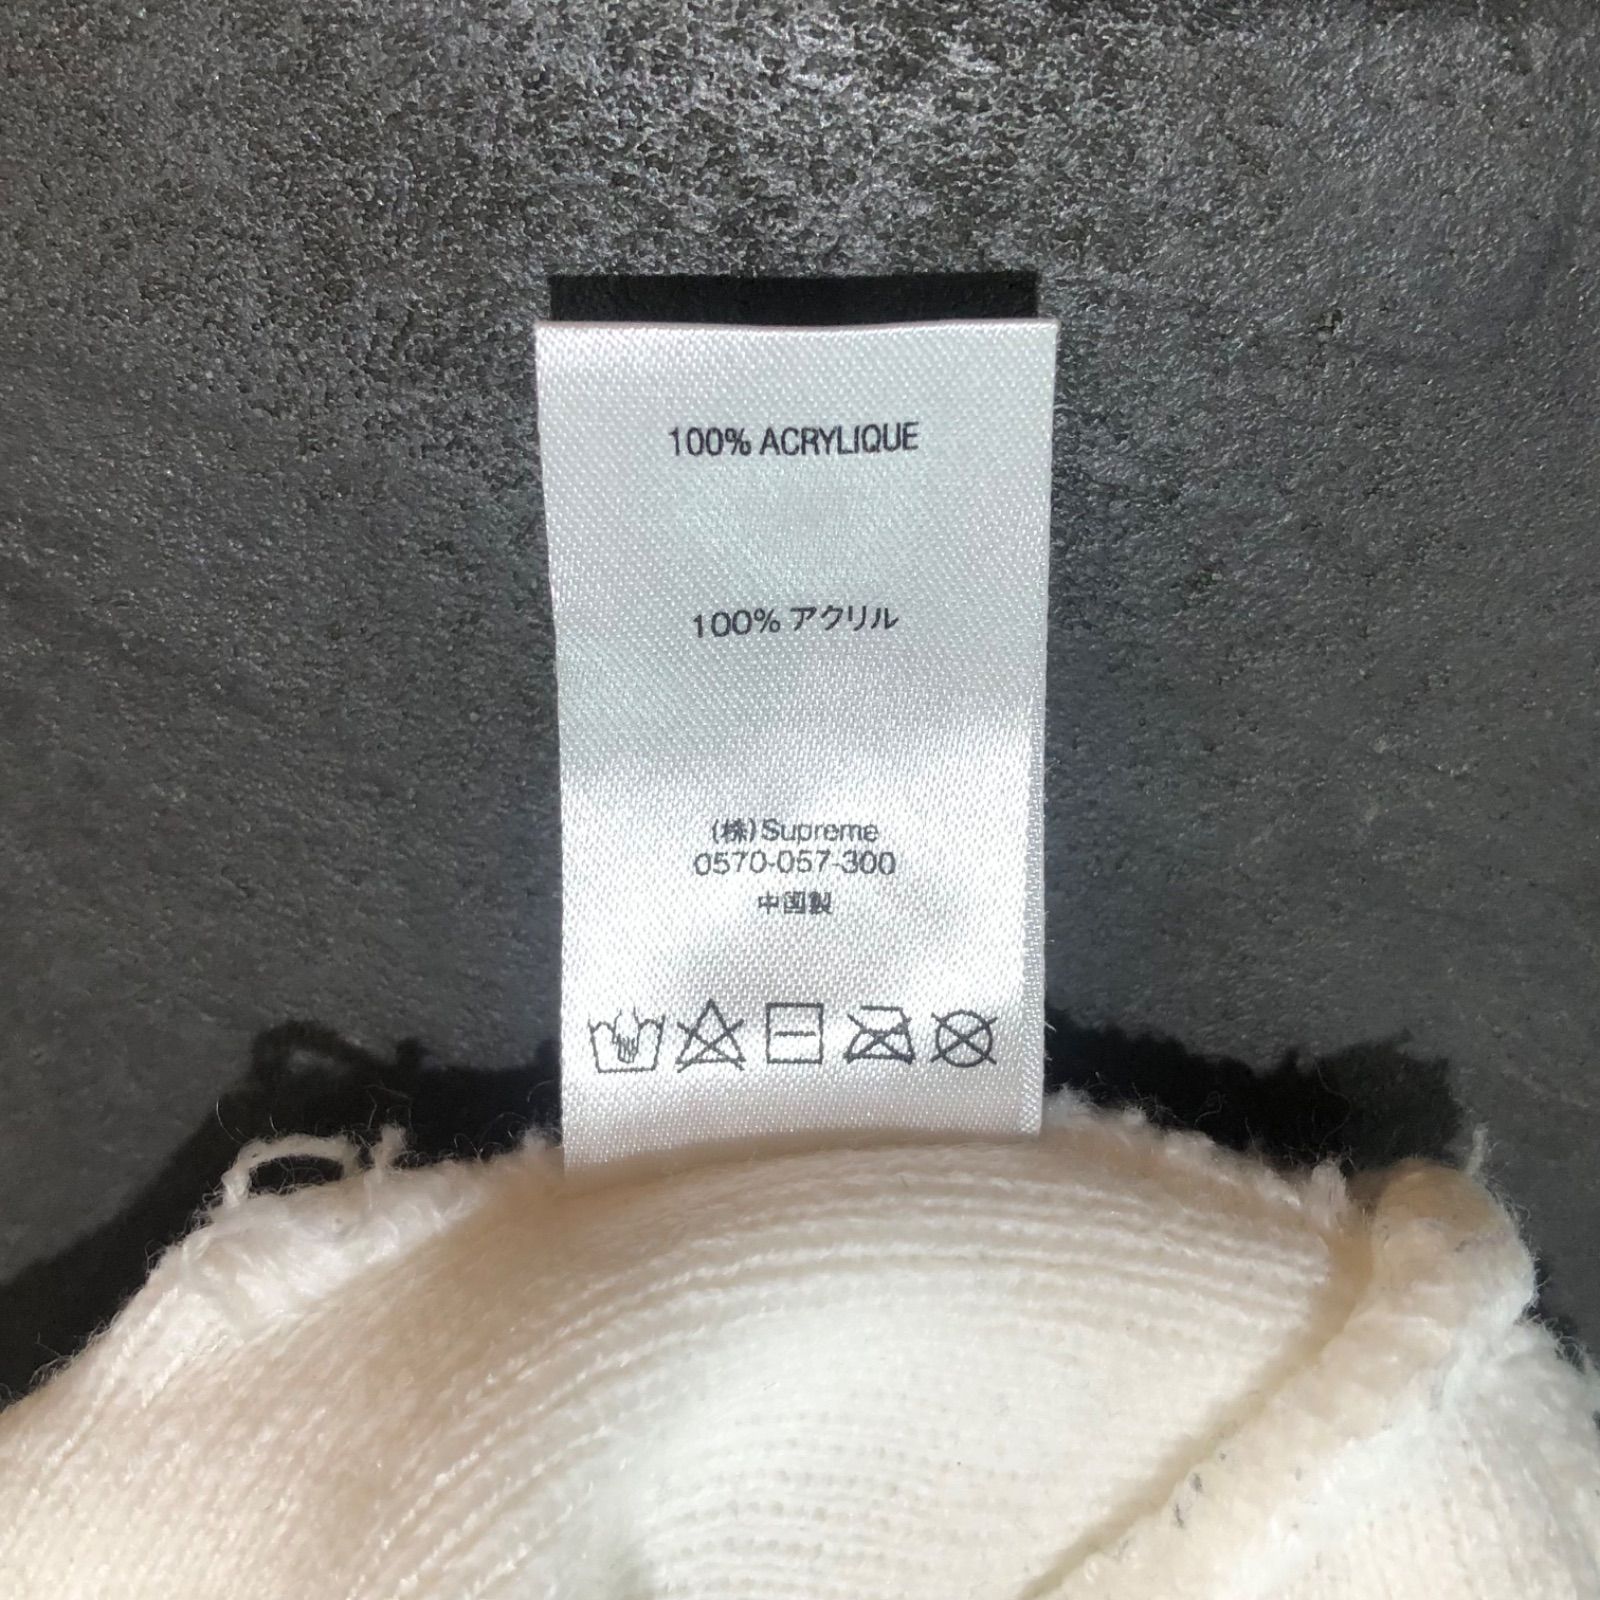 100% ACRYLIQUE
100% アクリル
(株)Supreme
0570-057-300
中国製